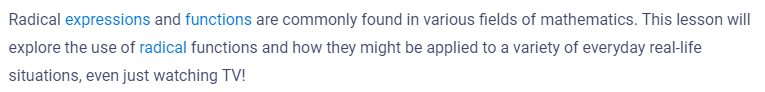 Radical expressions and functions are commonly found in various fields of mathematics. This lesson will
explore the use of radical functions and how they might be applied to a variety of everyday real-life
situations, even just watching TV!